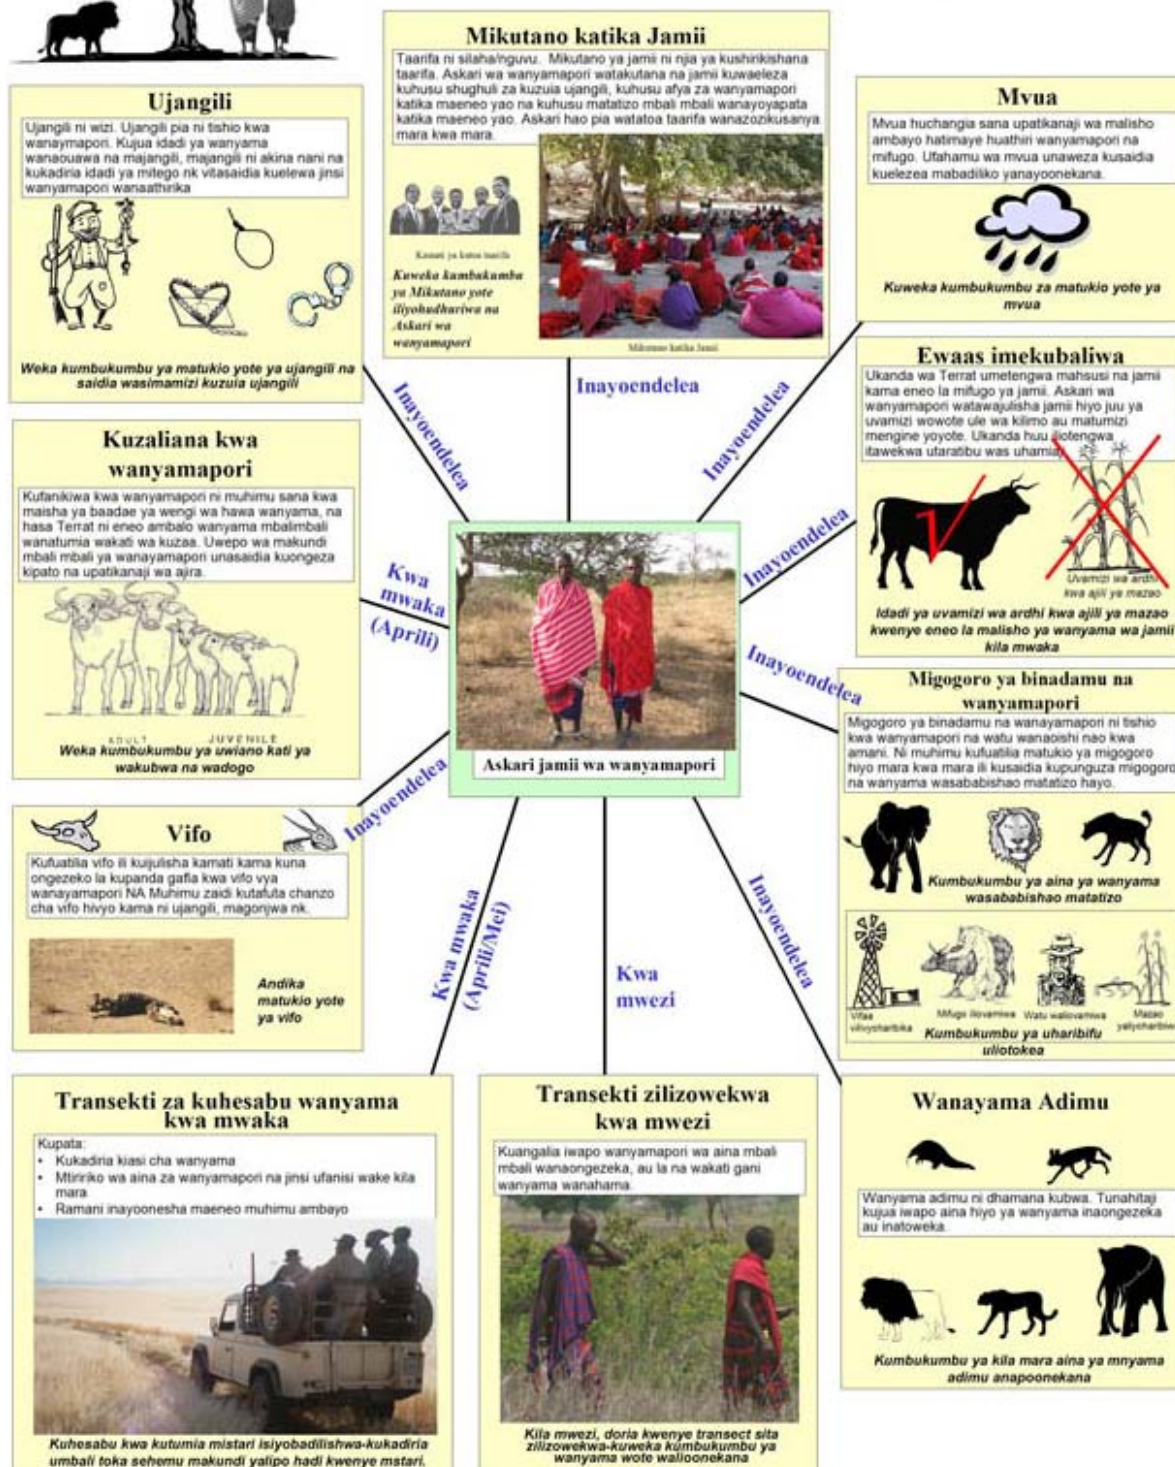 Mikutano katika Jamii
Taarifa ni silaha/nguvu. Mikutano ya jamii ni njia ya kushirikishana
taarifa. Askari wa wanyamapori watakutana na jamii kuwaeleza
kuhusu shughuli za kuzuia ujangili, kuhusu afya za wanyamapori
katika maeneo yao na kuhusu matatizo mbali mbali wanayoyapata
katika maeneo yao. Askari hao pia watatoa taarifa wanazozikusanya
mara kwa mara.
Kamati ya kutoa taarifa
Kuweka kumbukumbu
ya Mikutano yote
iliyohudhuriwa na
Askari wa
wanyamapori
Mikutano katika Jamii
Ujangili
Ujangili ni wizi. Ujangili pia ni tishio kwa
wanaymapori. Kujua idadi ya wanyama
wanaouawa na majangili, majangili ni akina nani na
kukadiria idadi ya mitego nk vitasaidia kuelewa jinsi
wanyamapori wanaathirika
Weka kumbukumbu ya matukio yote ya ujangili na
saidia wasimamizi kuzuia ujangili
Mvua
Mvua huchangia sana upatikanaji wa malisho
ambayo hatimaye huathiri wanyamapori na
mifugo. Ufahamu wa mvua unaweza kusaidia
kuelezea mabadiliko yanayoonekana.
Kuweka kumbukumbu za matukio yote ya
mvua
Inayoendelea
Inayoendelea
Inayoendelea
Ewaas imekubaliwa
Ukanda wa Terrat umetengwa mahsusi na jamii
kama eneo la mifugo ya jamii. Askari wa
wanyamapori watawajulisha jamii hiyo juu ya
uvamizi wowote ule wa kilimo au matumizi
mengine yoyote. Ukanda huu iliotengwa
itawekwa utaratibu was
Uvamizi wa ardhi
kwa ajili ya mazao
Idadi ya uvamizi wa ardhi kwa ajili ya mazao
kwenye eneo la malisho ya wanyama wa jamii
kila mwaka
Inayoendelea
Kuzaliana kwa
wanyamapori
Kufanikiwa kwa wanyamapori ni muhimu sana kwa
maisha ya baadae ya wengi wa hawa wanyama, na
hasa Terrat ni eneo ambalo wanyama mbalimbali
wanatumia wakati wa kuzaa. Uwepo wa makundi
mbali mbali ya wanayamapori unasaidia kuongeza
kipato na upatikanaji wa ajira.
ADULT JUVENILE
Weka kumbukumbu ya uwiano kati ya
wakubwa na wadogo
Kwa
mwaka
(Aprili)
Askari jamii wa wanyamapori
Inayoendelea
Migogoro ya binadamu na
wanyamapori
Migogoro ya binadamu na wanayamapori ni tishio
kwa wanyamapori na watu wanaoishi nao kwa
amani. Ni muhimu kufuatilia matukio ya migogoro
hiyo mara kwa mara ili kusaidia kupunguza migogoro
na wanyama wasababishao matatizo hayo.
Kumbukumbu ya aina ya wanyama
wasababishao matatizo
Vifaa
vilivyoharibika
Mifugo iliovamiwa
Watu waliovamiwa
Mazao
Kumbukumbu ya uharibifu
uliotokea
Inayoendelea
Vifo
Kufuatilia vifo ili kuijulisha kamati kama kuna
ongezeko la kupanda gafla kwa vifo vya
wanayamapori NA Muhimu zaidi kutafuta chanzo
cha vifo hivyo kama ni ujangili, magonjwa nk.
Andika
matukio yote
ya vifo
Kwa mwaka
(Aprili/Mei)
Kwa
mwezi
Inayoendelea
Transekti za kuhesabu wanyama
kwa mwaka
Kupata:
• Kukadiria kiasi cha wanyama
• Mtiririko wa aina za wanyamapori na jinsi ufanisi wake kila
mara
• Ramani inayoonesha maeneo muhimu ambayo
Kuhesabu kwa kutumia mistari isiyobadilishwa-kukadiria
umbali toka sehemu makundi yalipo hadi kwenye mstari.
Transekti zilizowekwa
kwa mwezi
Kuangalia iwapo wanyamapori wa aina mbali
mbali wanaongezeka, au la na wakati gani
wanyama wanahama.
Kila mwezi, doria kwenye transect sita
zilizowekwa-kuweka kumbukumbu ya
wanyama wote walioonekana
Wanayama Adimu
Wanyama adimu ni dhamana kubwa. Tunahitaji
kujua iwapo aina hiyo ya wanyama inaongezeka
au inatoweka.
Kumbukumbu ya kila mara aina ya mnyama
adimu anapoonekana